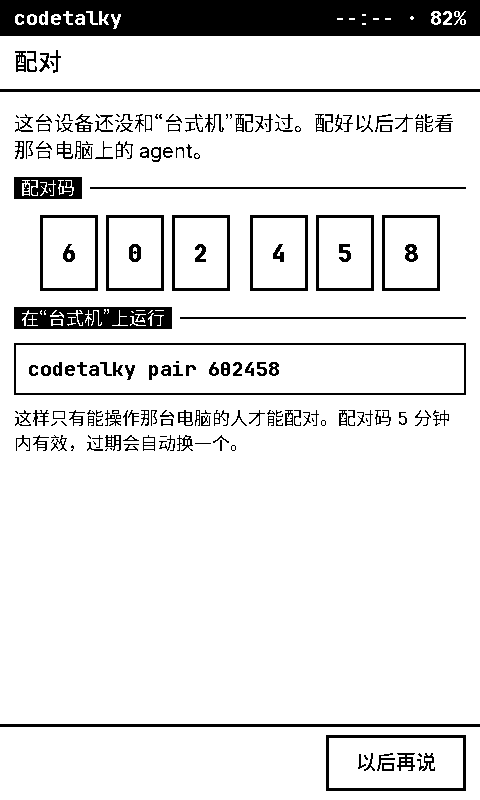 codetalky --:-- · 82%
配对
这台设备还没和“台式机”配对过。配好以后才能看
那台电脑上的 agent。
配对码
6 0 2 4 5 8
在“台式机”上运行
codetalky pair 602458
这样只有能操作那台电脑的人才能配对。配对码 5 分钟
内有效，过期会自动换一个。
以后再说